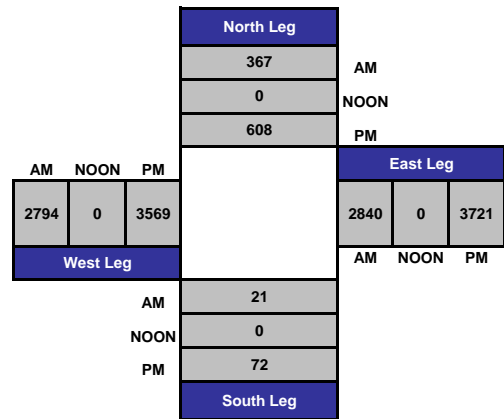 North Leg
367 AM
0 NOON
608 PM
AM NOON PM East Leg
2794 0 3569 2840 0 3721
West Leg AM NOON PM
AM 21
NOON 0
PM 72
South Leg